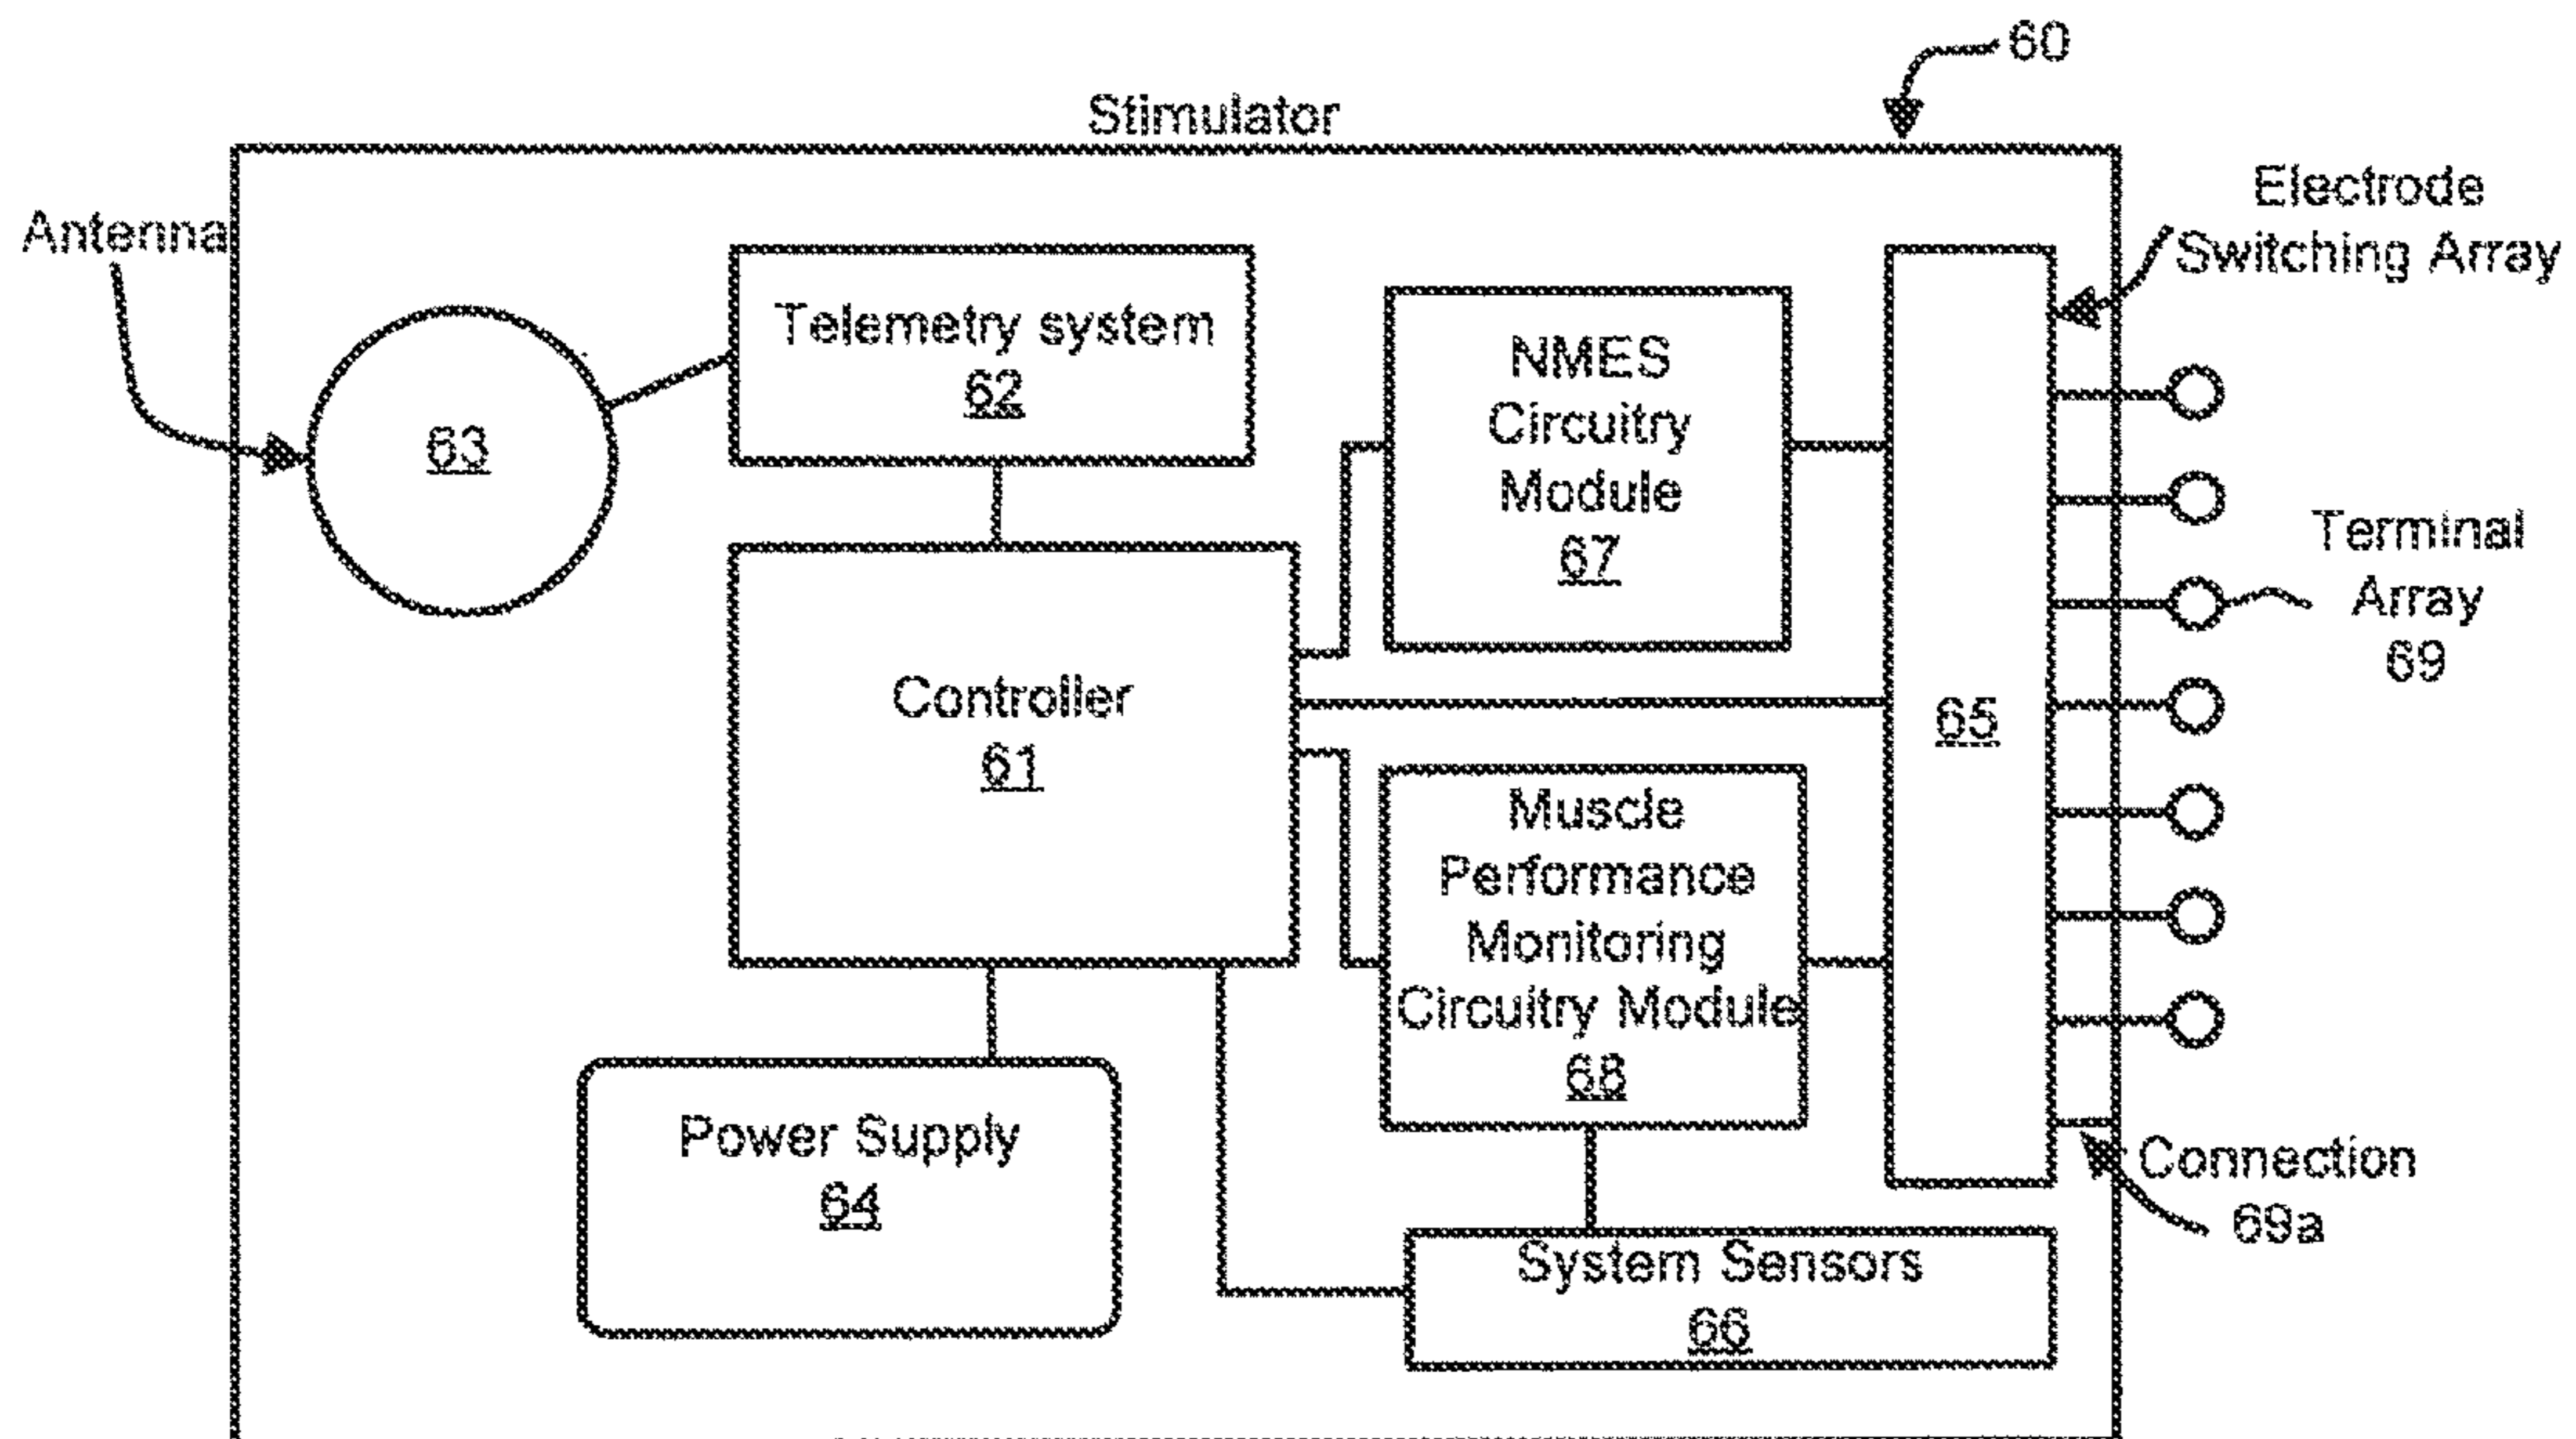 60
Stimulator
Antenna
Electrode
Switching Array
Telemetry system
62
63
NMES
Circuitry
Module
67
Terminal
Array
69
Controller
61
65
Muscle
Performance
Monitoring
Circuitry Module
68
Power Supply
64
Connection
69a
System Sensors
66